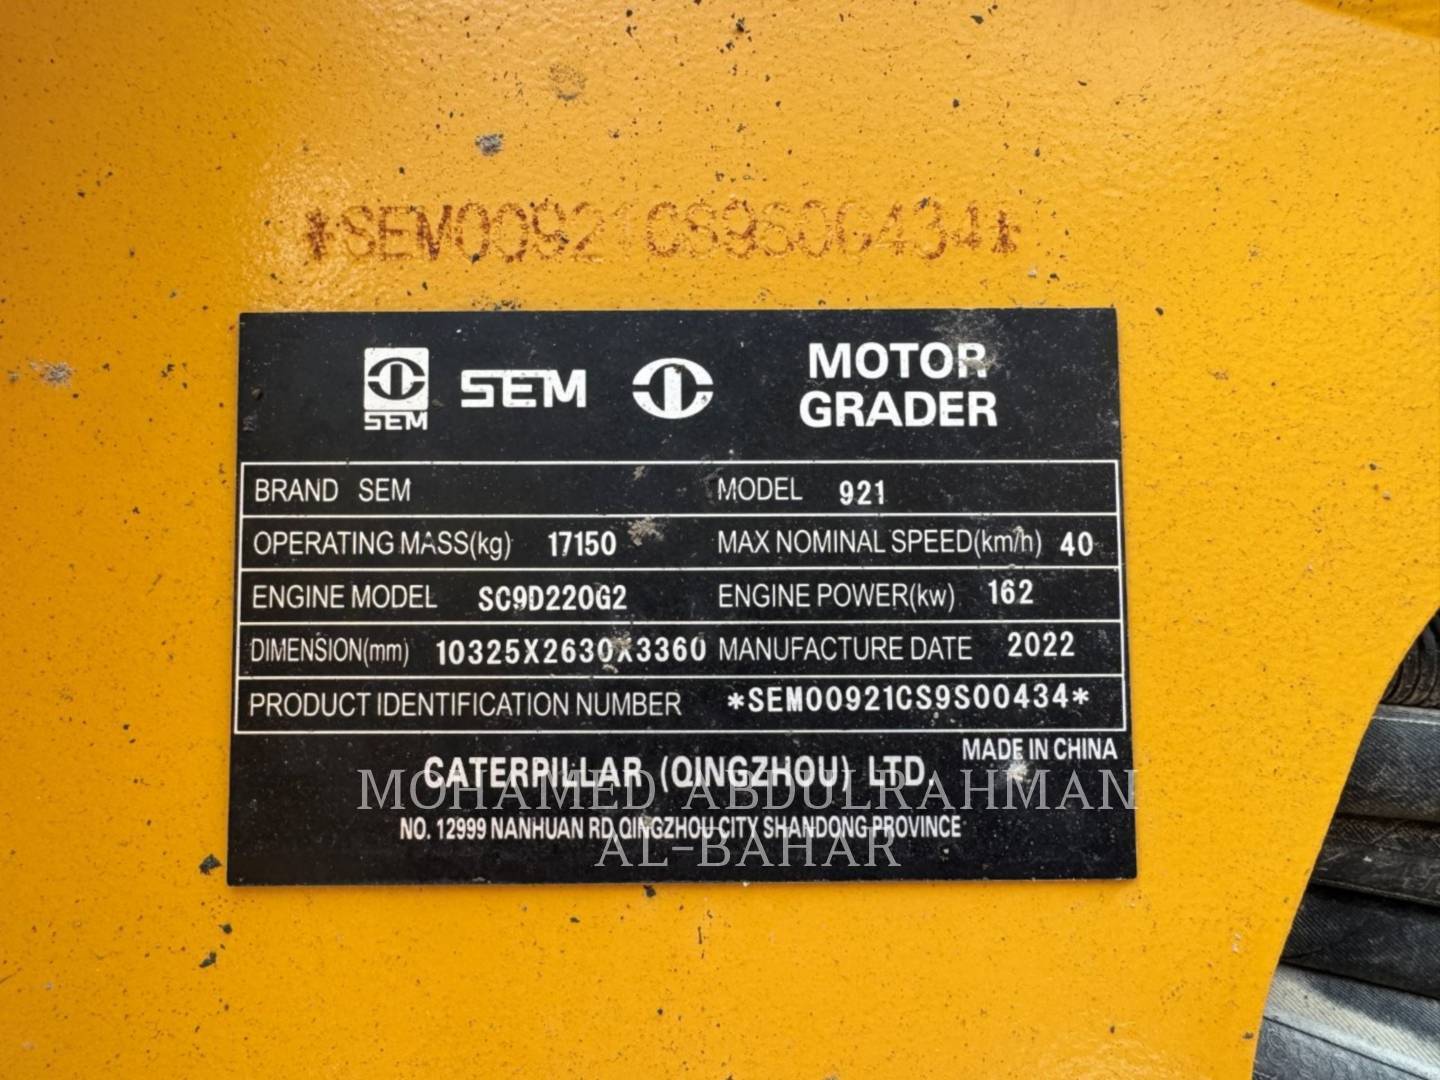 *SEM00921CS9S00434*
SEM
SEM
MOTOR
GRADER
BRAND SEM MODEL 921
OPERATING MASS(kg) 17150 MAX NOMINAL SPEED(km/h) 40
ENGINE MODEL SC9D220G2 ENGINE POWER(kw) 162
DIMENSION(mm) 10325X2630X3360 MANUFACTURE DATE 2022
PRODUCT IDENTIFICATION NUMBER *SEM00921CS9S00434*
MADE IN CHINA
CATERPILLAR (QINGZHOU) LTD.
MOHAMED ABDULRAHMAN
NO. 12999 NANHUAN RD,QINGZHOU CITY SHANDONG PROVINCE
AL-BAHAR